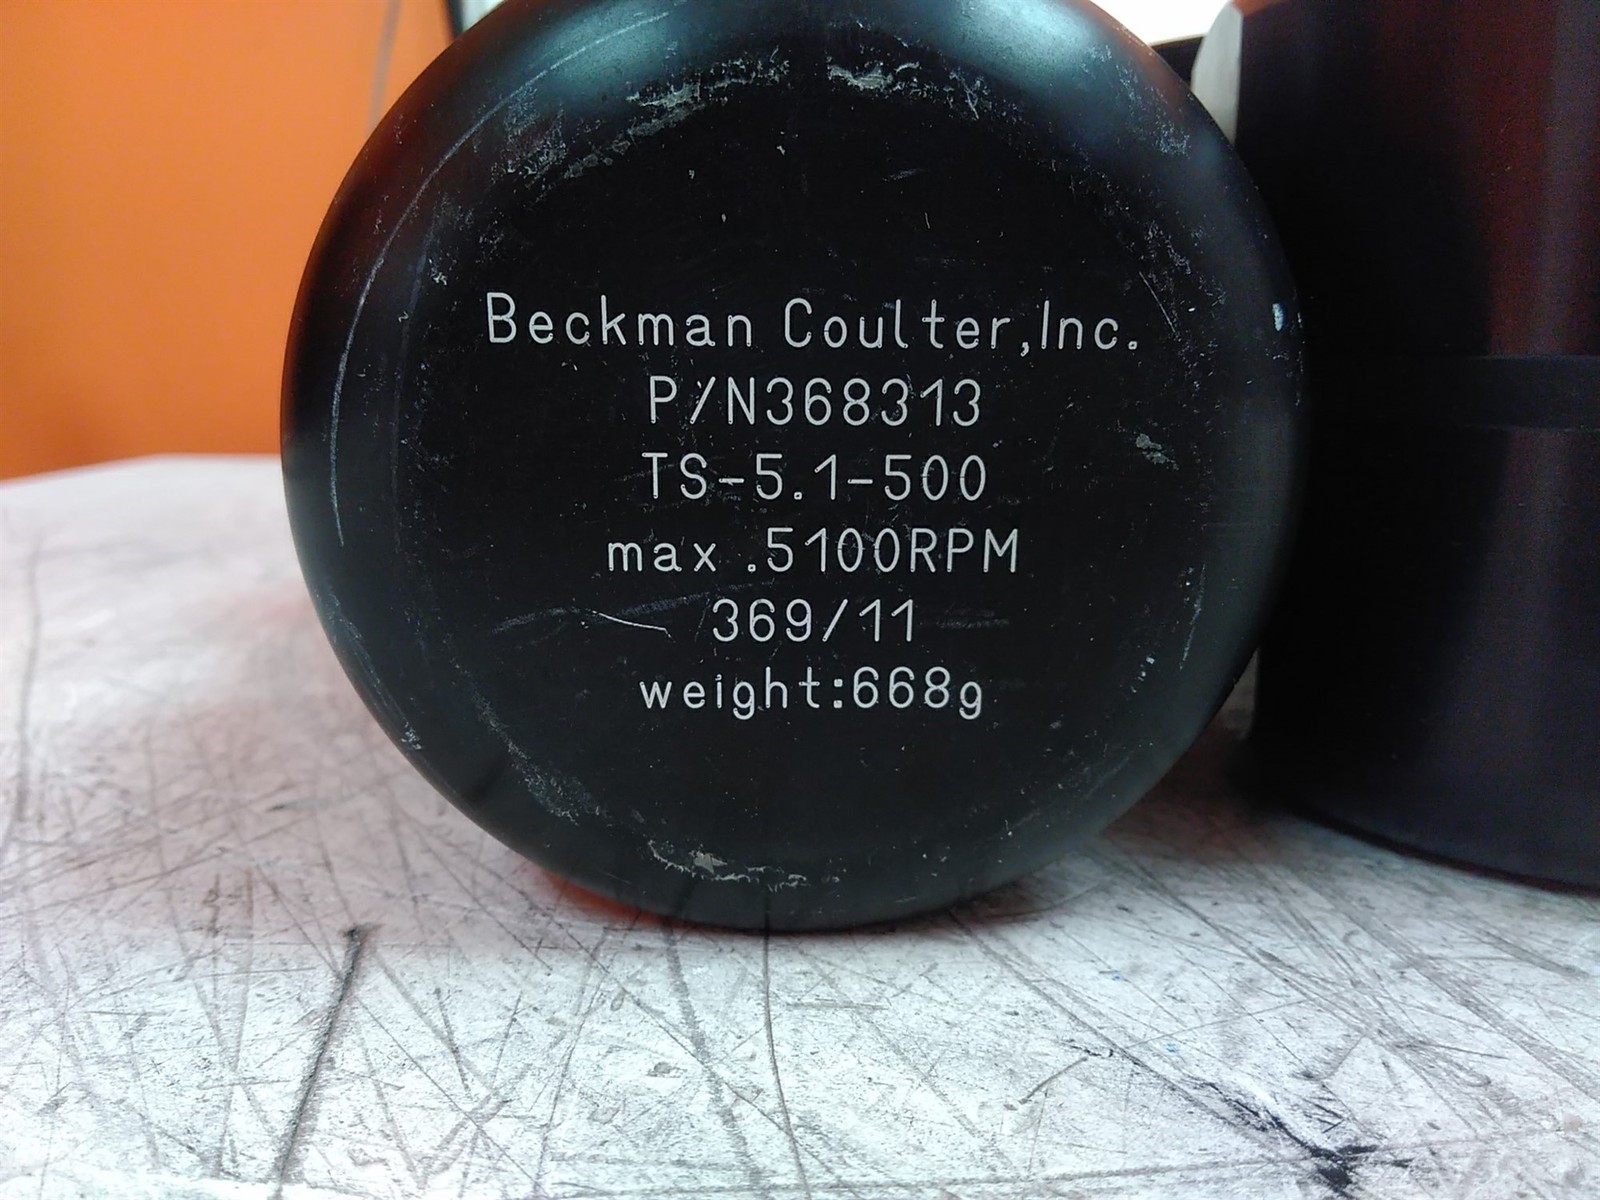 Beckman Coulter,Inc.
P/N368313
TS-5.1-500
max .5100RPM
369/11
weight:668g